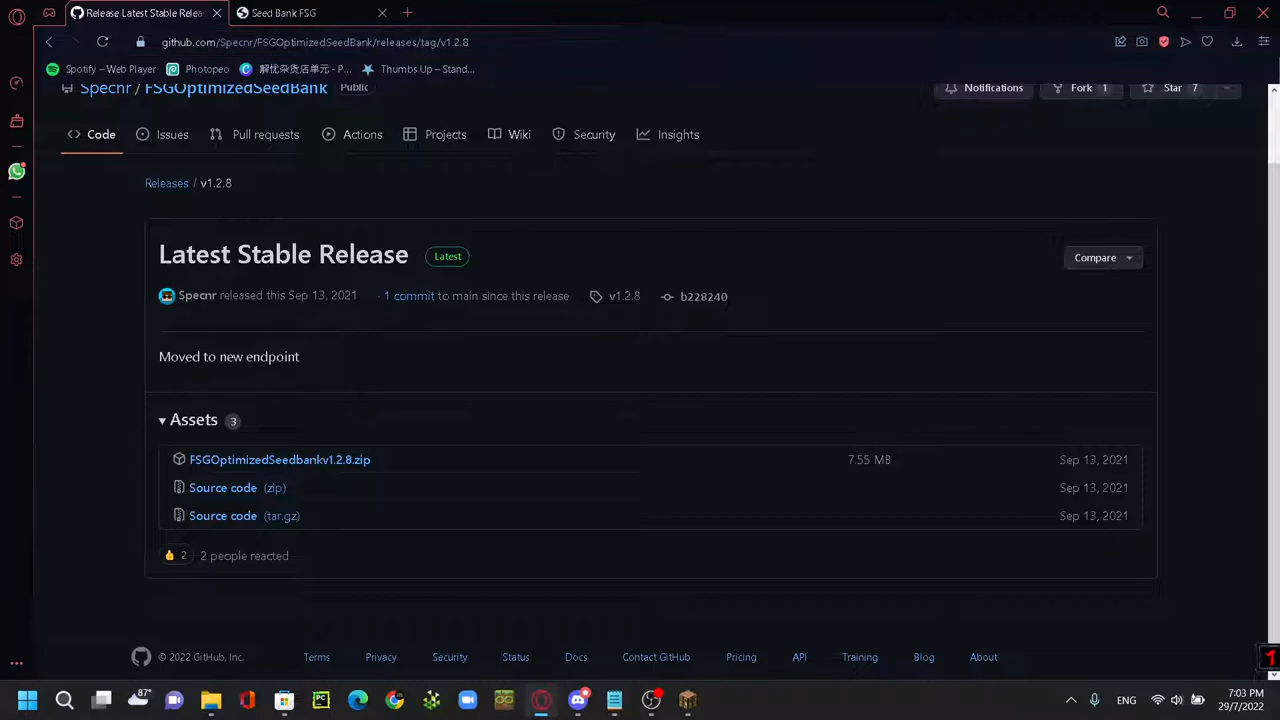 Release Latest Stable Relea
Seed Bank FSG
github.com/Specnr/FSGOptimizedSeedBank/releases/tag/v1.2.8
Spotify – Web Player
Photopeo
解忧杂货店单元 - P...
Thumbs Up – Stand...
Specnr / FSGOptimizedSeedBank
Public
Notifications
Fork 1
Star 7
Code
Issues
Pull requests
Actions
Projects
Wiki
Security
Insights
Releases / v1.2.8
Latest Stable Release
Latest
Compare
Specnr released this Sep 13, 2021 · 1 commit to main since this release v1.2.8 b228240
Moved to new endpoint
Assets 3
FSGOptimizedSeedbankv1.2.8.zip 7.55 MB Sep 13, 2021
Source code (zip) Sep 13, 2021
Source code (tar.gz) Sep 13, 2021
2 2 people reacted
© 2022 GitHub, Inc. Terms Privacy Security Status Docs Contact GitHub Pricing API Training Blog About
1
87°
PC
ENG
7:03 PM
29/7/2022